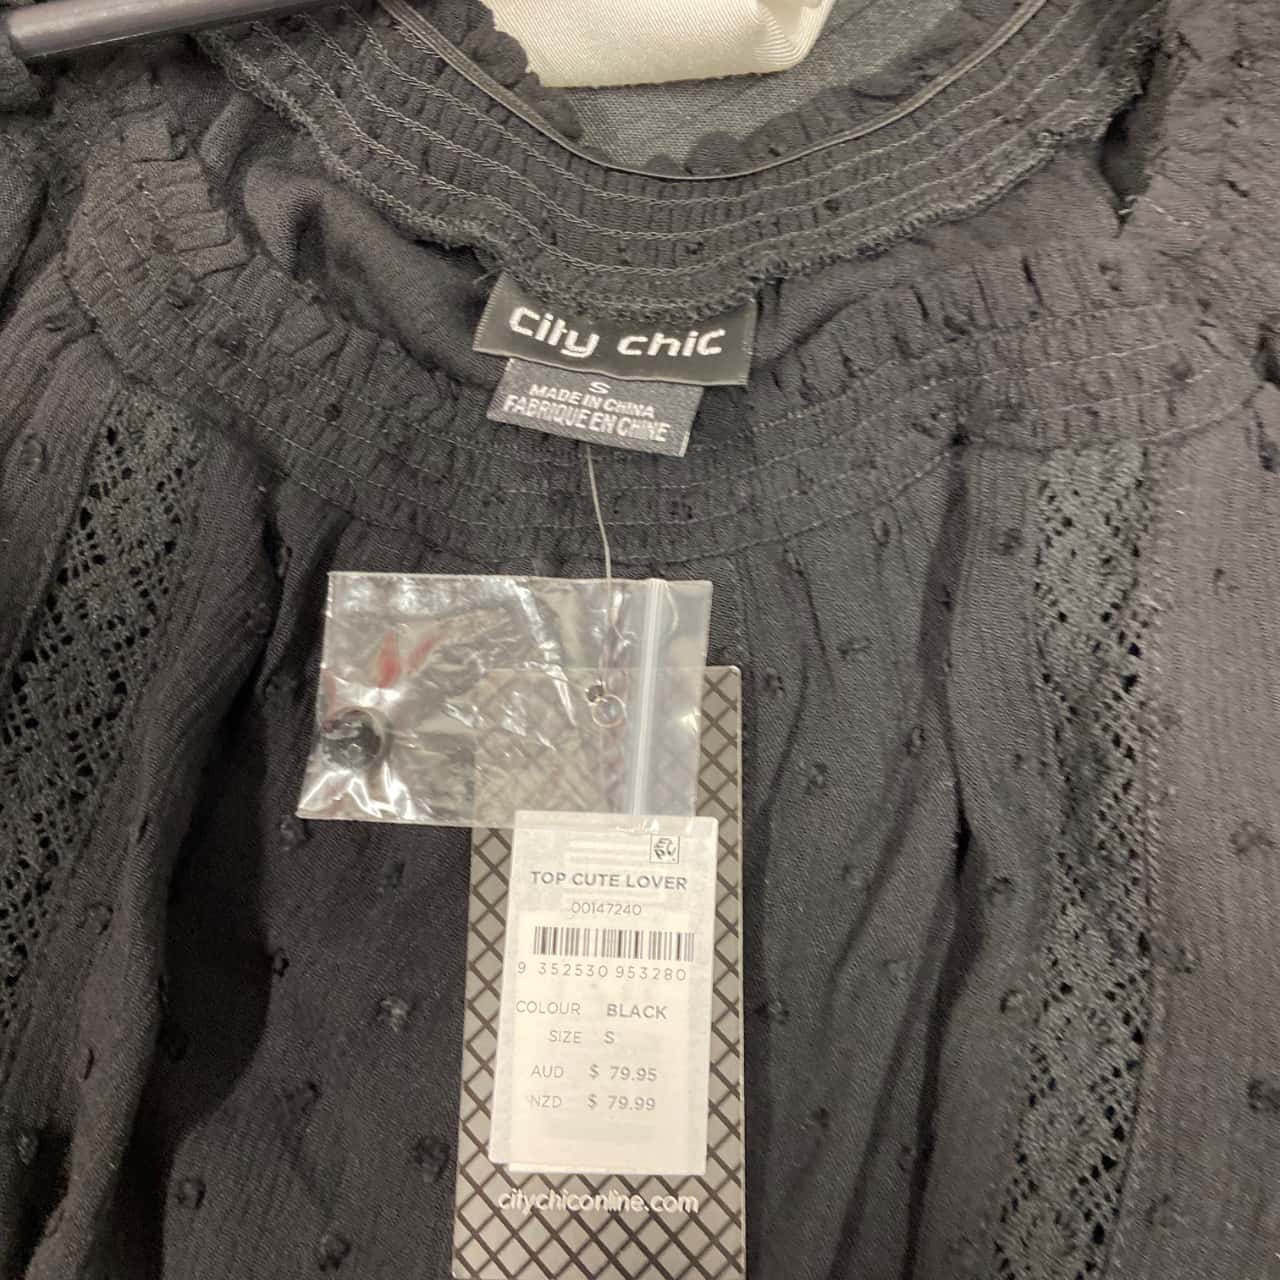 city chic
S
MADE IN CHINA
FABRIQUE EN CHINE
TOP CUTE LOVER
00147240
9 352530 953280
COLOUR BLACK
SIZE S
AUD $ 79.95
NZD $ 79.99
citychiconline.com